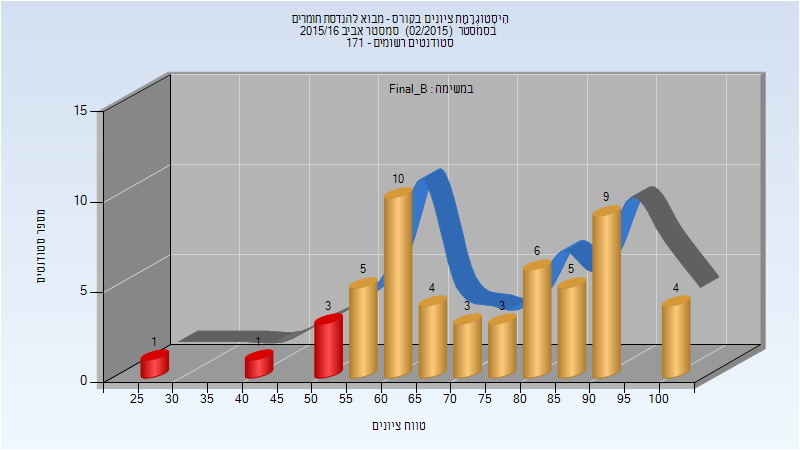 היסטוגרמת ציונים בקורס - מבוא להנדסת חומרים
בסמסטר (02/2015) סמסטר אביב 2015/16
סטודנטים רשומים - 171
במשימה : Final_B
מספר סטודנטים
15
10
5
0
1
1
3
5
10
4
3
3
6
5
9
4
25 30 35 40 45 50 55 60 65 70 75 80 85 90 95 100
טווח ציונים